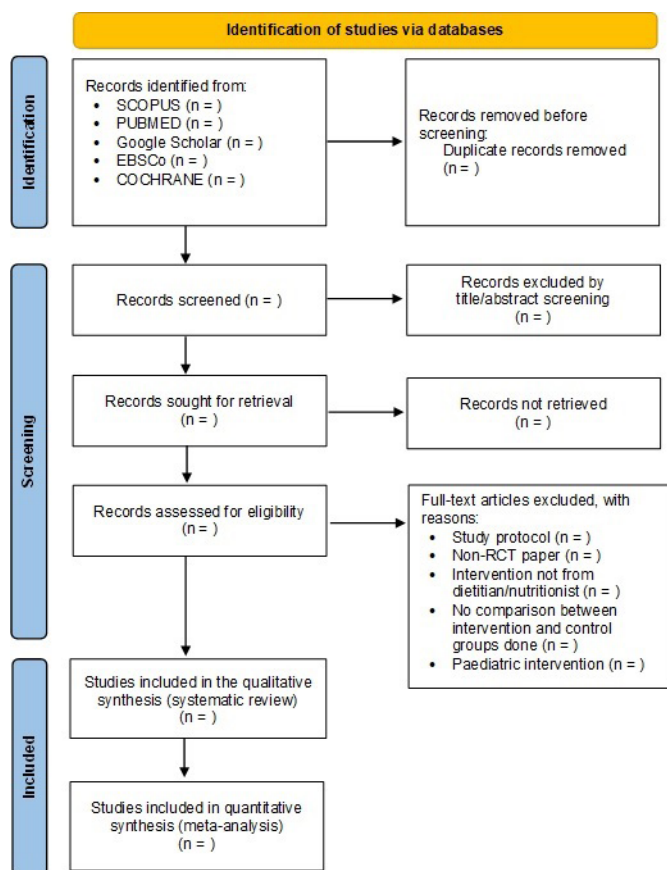 Identification of studies via databases
Identification
Records identified from:
• SCOPUS (n = )
• PUBMED (n = )
• Google Scholar (n = )
• EBSCo (n = )
• COCHRANE (n = )
Records removed before
screening:
Duplicate records removed
(n = )
Screening
Records screened (n = )
Records excluded by
title/abstract screening
(n = )
Records sought for retrieval
(n = )
Records not retrieved
(n = )
Records assessed for eligibility
(n = )
Full-text articles excluded, with
reasons:
• Study protocol (n = )
• Non-RCT paper (n = )
• Intervention not from
dietitian/nutritionist (n = )
• No comparison between
intervention and control
groups done (n = )
• Paediatric intervention (n = )
Included
Studies included in the qualitative
synthesis (systematic review)
(n = )
Studies included in quantitative
synthesis (meta-analysis)
(n = )